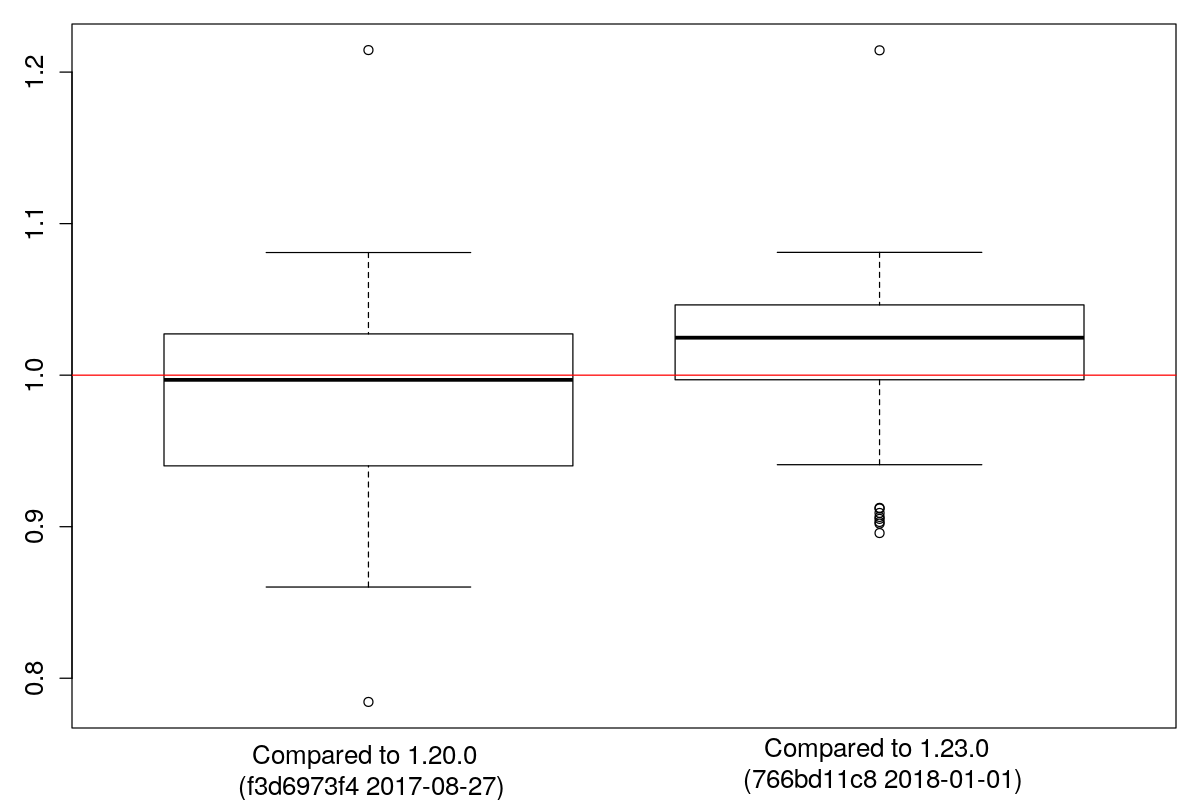 1.2
1.1
1.0
0.9
0.8
Compared to 1.20.0
(f3d6973f4 2017-08-27)
Compared to 1.23.0
(766bd11c8 2018-01-01)